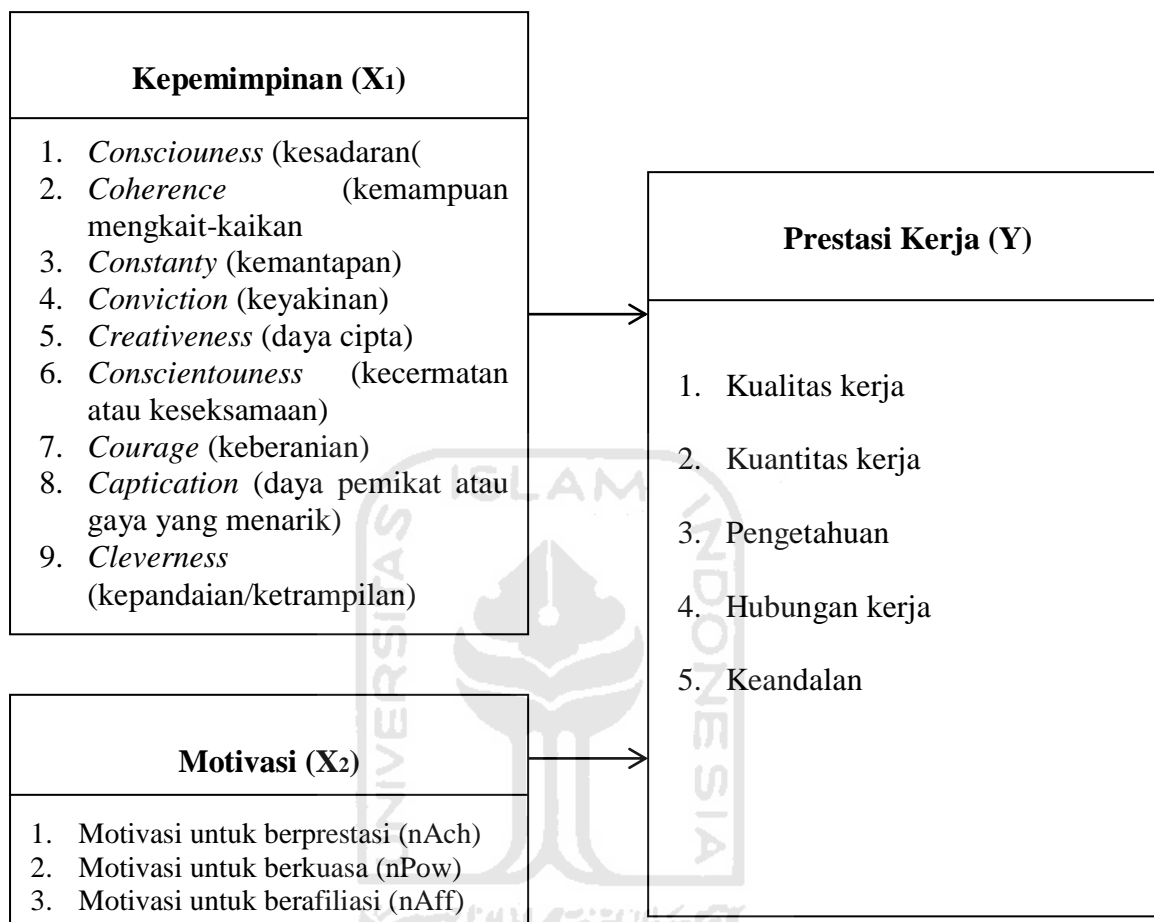 Kepemimpinan (X1)
1. Consciouness (kesadaran(
2. Coherence (kemampuan
mengkait-kaikan
3. Constanty (kemantapan)
4. Conviction (keyakinan)
5. Creativeness (daya cipta)
6. Conscientouness (kecermatan
atau keseksamaan)
7. Courage (keberanian)
8. Captication (daya pemikat atau
gaya yang menarik)
9. Cleverness
(kepandaian/ketrampilan)
Motivasi (X2)
1. Motivasi untuk berprestasi (nAch)
2. Motivasi untuk berkuasa (nPow)
3. Motivasi untuk berafiliasi (nAff)
Prestasi Kerja (Y)
1. Kualitas kerja
2. Kuantitas kerja
3. Pengetahuan
4. Hubungan kerja
5. Keandalan
UNIVERSITAS
ISLAM
INDONESIA